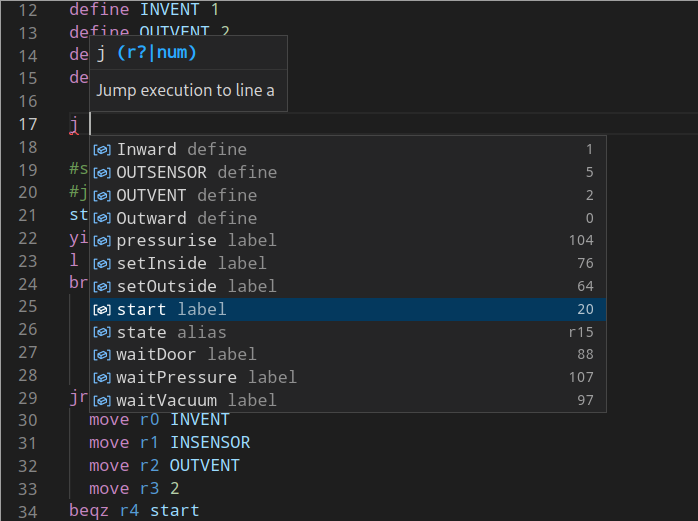 12 define INVENT 1
13 define OUTVENT 2
14 de
15 de
j (r?|num)
Jump execution to line a
16
17 j
18
Inward define 1
19 #s
OUTSENSOR define 5
20 #j
OUTVENT define 2
21 st
Outward define 0
22 yi
pressurise label 104
23 l
setInside label 76
24 br
setOutside label 64
25
start label 20
26
state alias r15
27
waitDoor label 88
28
waitPressure label 107
29 jr
waitVacuum label 97
30 move r0 INVENT
31 move r1 INSENSOR
32 move r2 OUTVENT
33 move r3 2
34 beqz r4 start